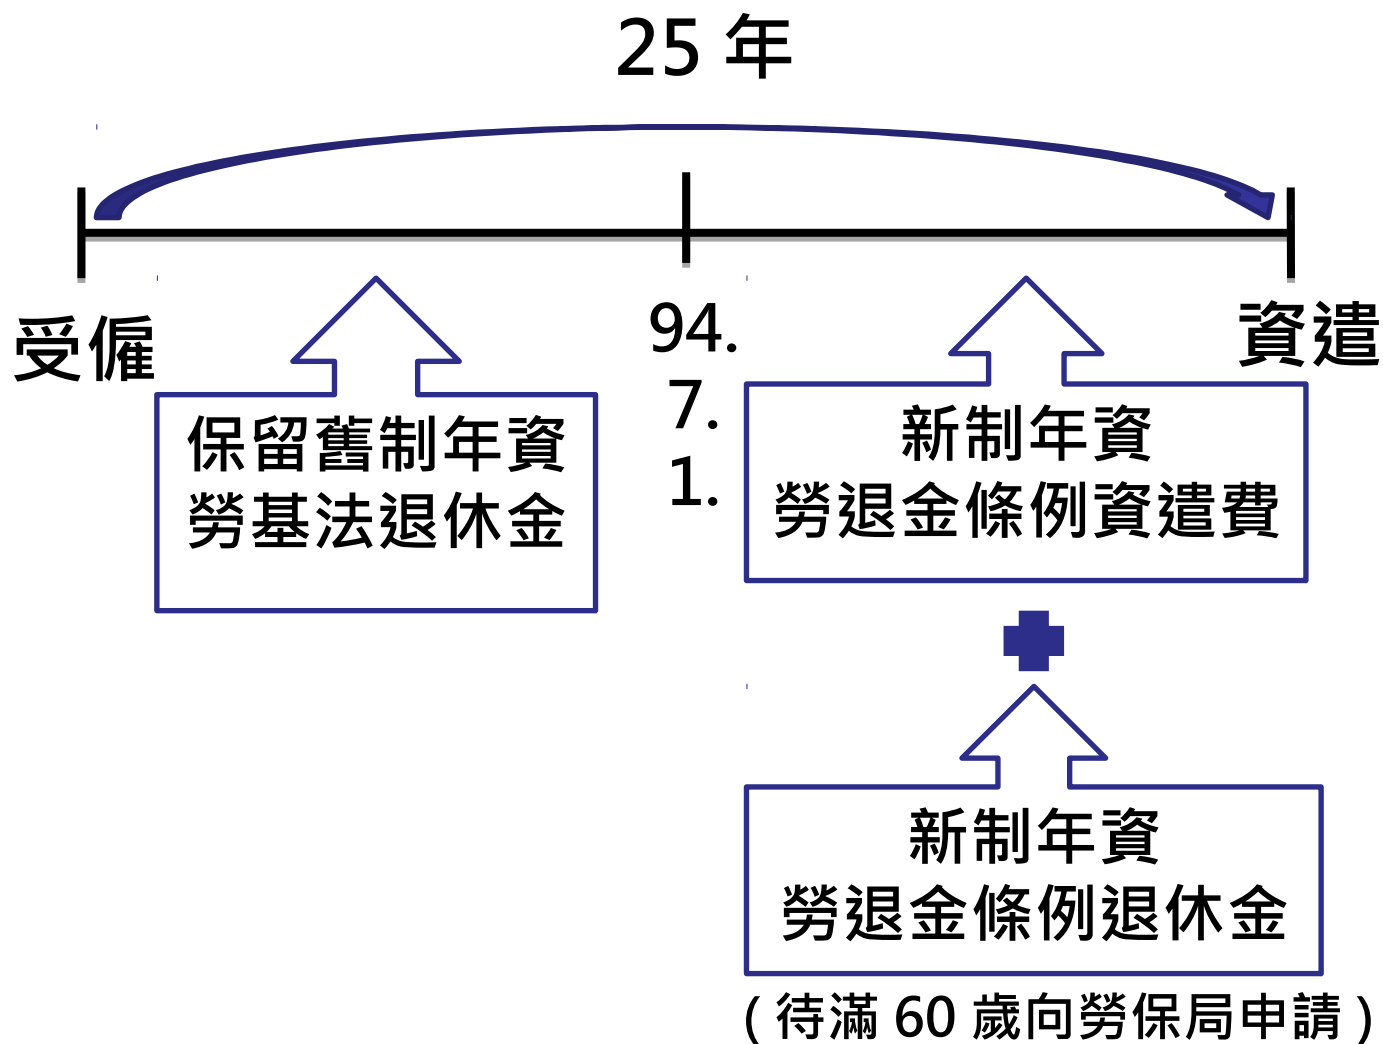 25 年
受僱
94.
7.
1.
資遣
保留舊制年資
勞基法退休金
新制年資
勞退金條例資遣費
新制年資
勞退金條例退休金
( 待滿 60 歲向勞保局申請 )